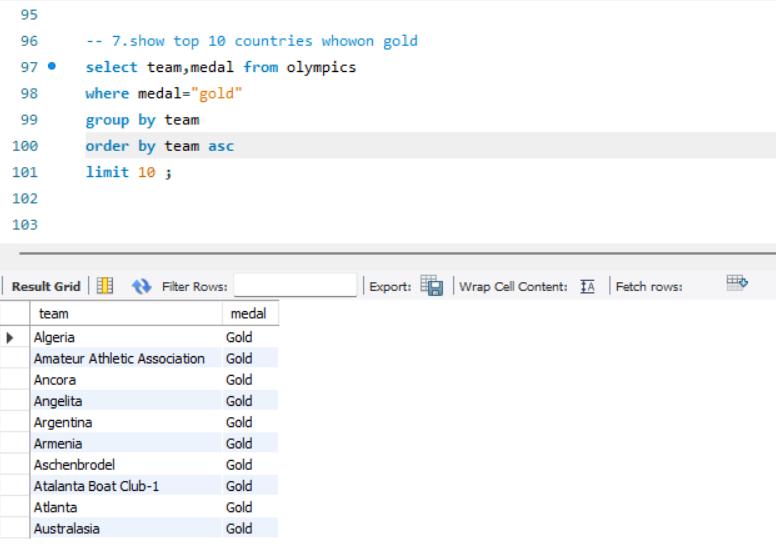 95
96 -- 7.show top 10 countries whowon gold
97 select team,medal from olympics
98 where medal="gold"
99 group by team
100 order by team asc
101 limit 10 ;
102
103
Result Grid Filter Rows: Export: Wrap Cell Content: IA Fetch rows:
team medal
Algeria Gold
Amateur Athletic Association Gold
Ancora Gold
Angelita Gold
Argentina Gold
Armenia Gold
Aschenbrodel Gold
Atalanta Boat Club-1 Gold
Atlanta Gold
Australasia Gold